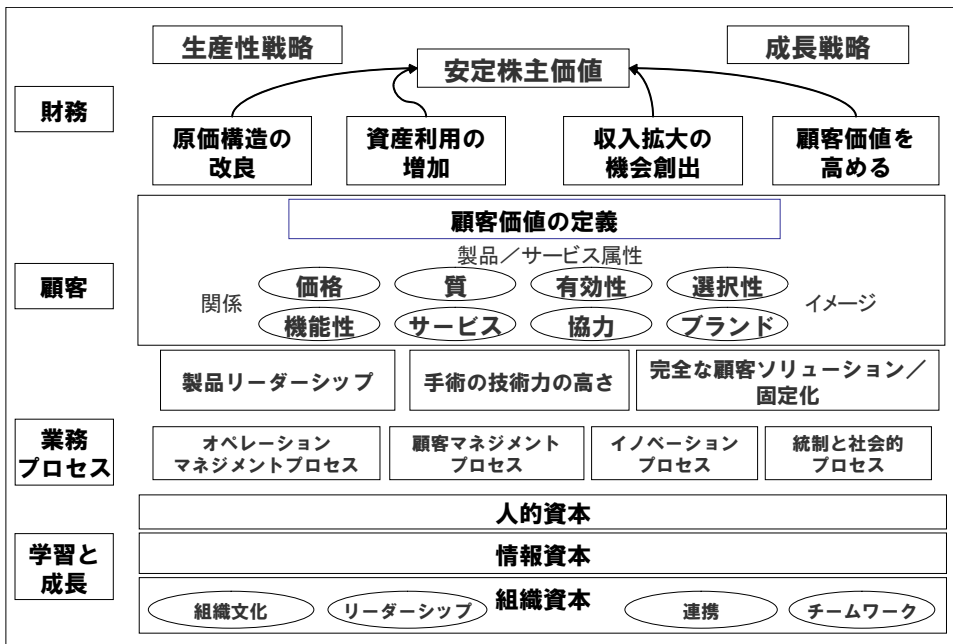 生産性戦略
成長戦略
安定株主価値
財務
原価構造の
改良
資産利用の
増加
収入拡大の
機会創出
顧客価値を
高める
顧客価値の定義
製品／サービス属性
顧客
関係
価格
質
有効性
選択性
イメージ
機能性
サービス
協力
ブランド
製品リーダーシップ
手術の技術力の高さ
完全な顧客ソリューション／
固定化
業務
プロセス
オペレーション
マネジメントプロセス
顧客マネジメント
プロセス
イノベーション
プロセス
統制と社会的
プロセス
人的資本
学習と
成長
情報資本
組織資本
組織文化
リーダーシップ
連携
チームワーク